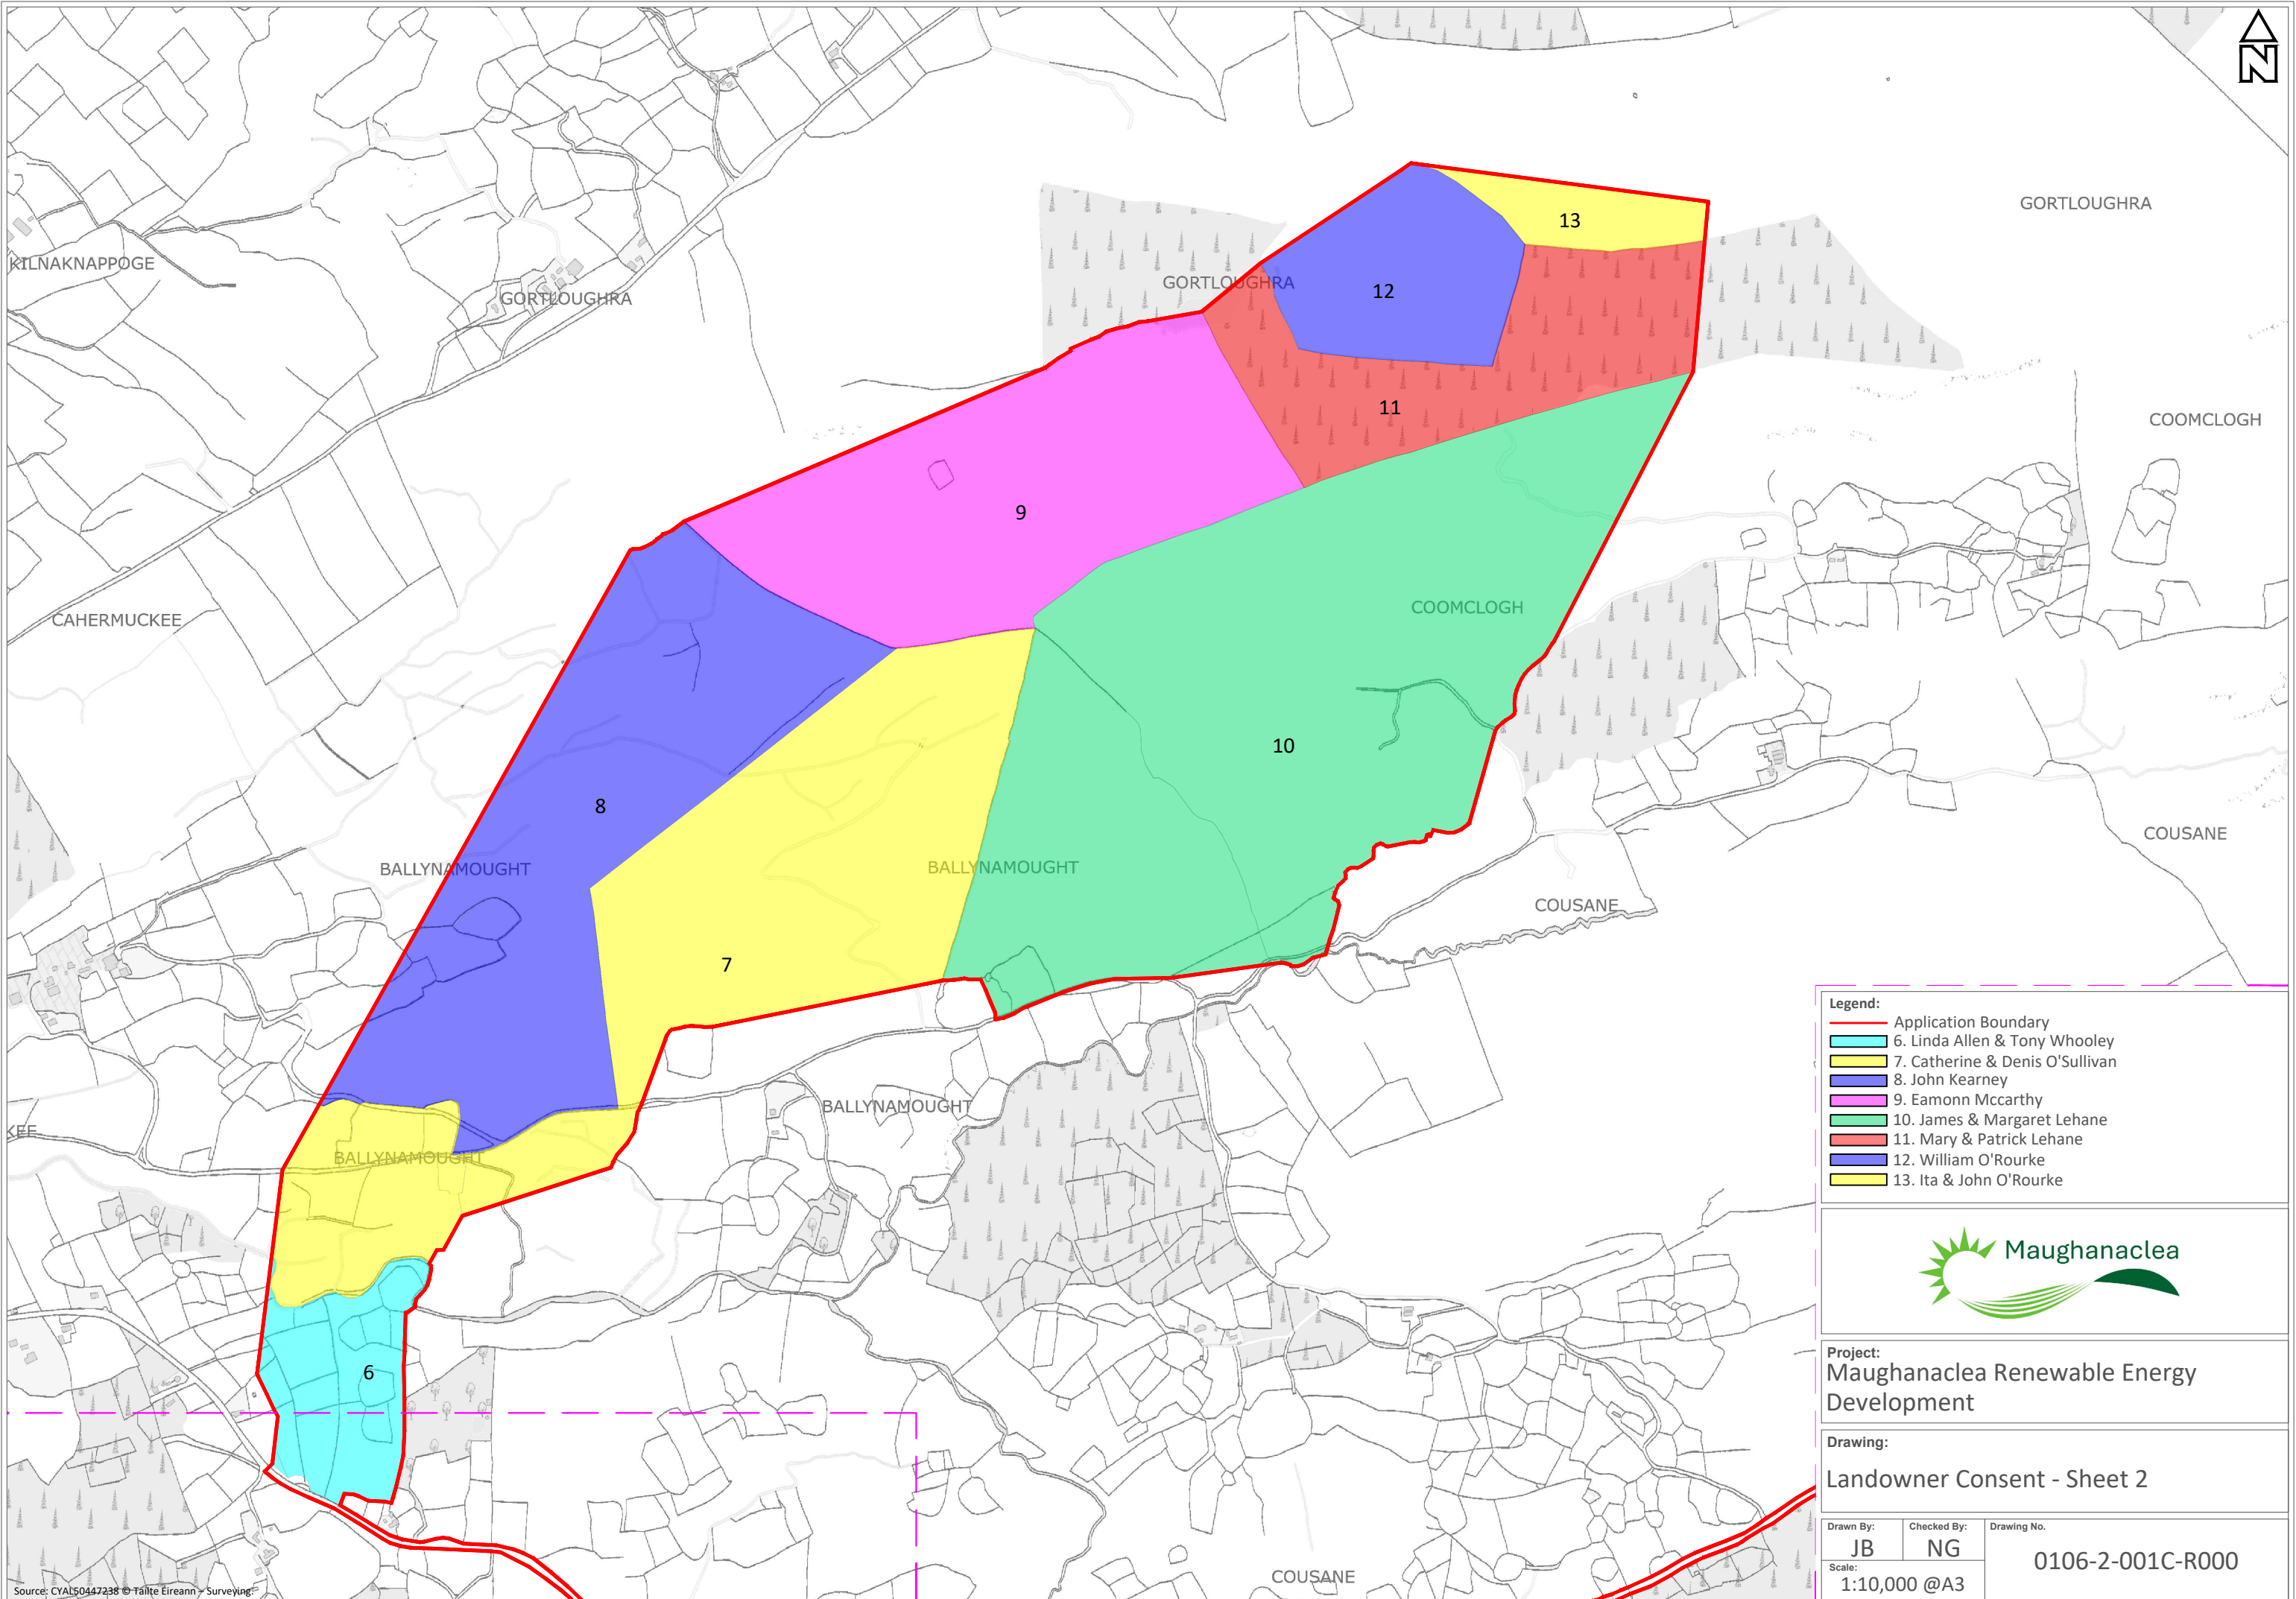 N
GORTLOUGHRA
KILNAKNAPPOGE
GORTLOUGHRA
GORTLOUGHRA
13
12
11
COOMCLOGH
9
CAHERMUCKEE
COOMCLOGH
10
8
COUSANE
BALLYNAMOUGHT
BALLYNAMOUGHT
COUSANE
7
BALLYNAMOUGHT
KEE
BALLYNAMOUGHT
6
COUSANE
Source: CYAL50447238 © Tailte Éireann – Surveying.
Legend:
Application Boundary
6. Linda Allen & Tony Whooley
7. Catherine & Denis O'Sullivan
8. John Kearney
9. Eamonn Mccarthy
10. James & Margaret Lehane
11. Mary & Patrick Lehane
12. William O'Rourke
13. Ita & John O'Rourke
Maughanaclea
Project:
Maughanaclea Renewable Energy
Development
Drawing:
Landowner Consent - Sheet 2
Drawn By:
JB
Checked By:
NG
Drawing No.
0106-2-001C-R000
Scale:
1:10,000 @A3